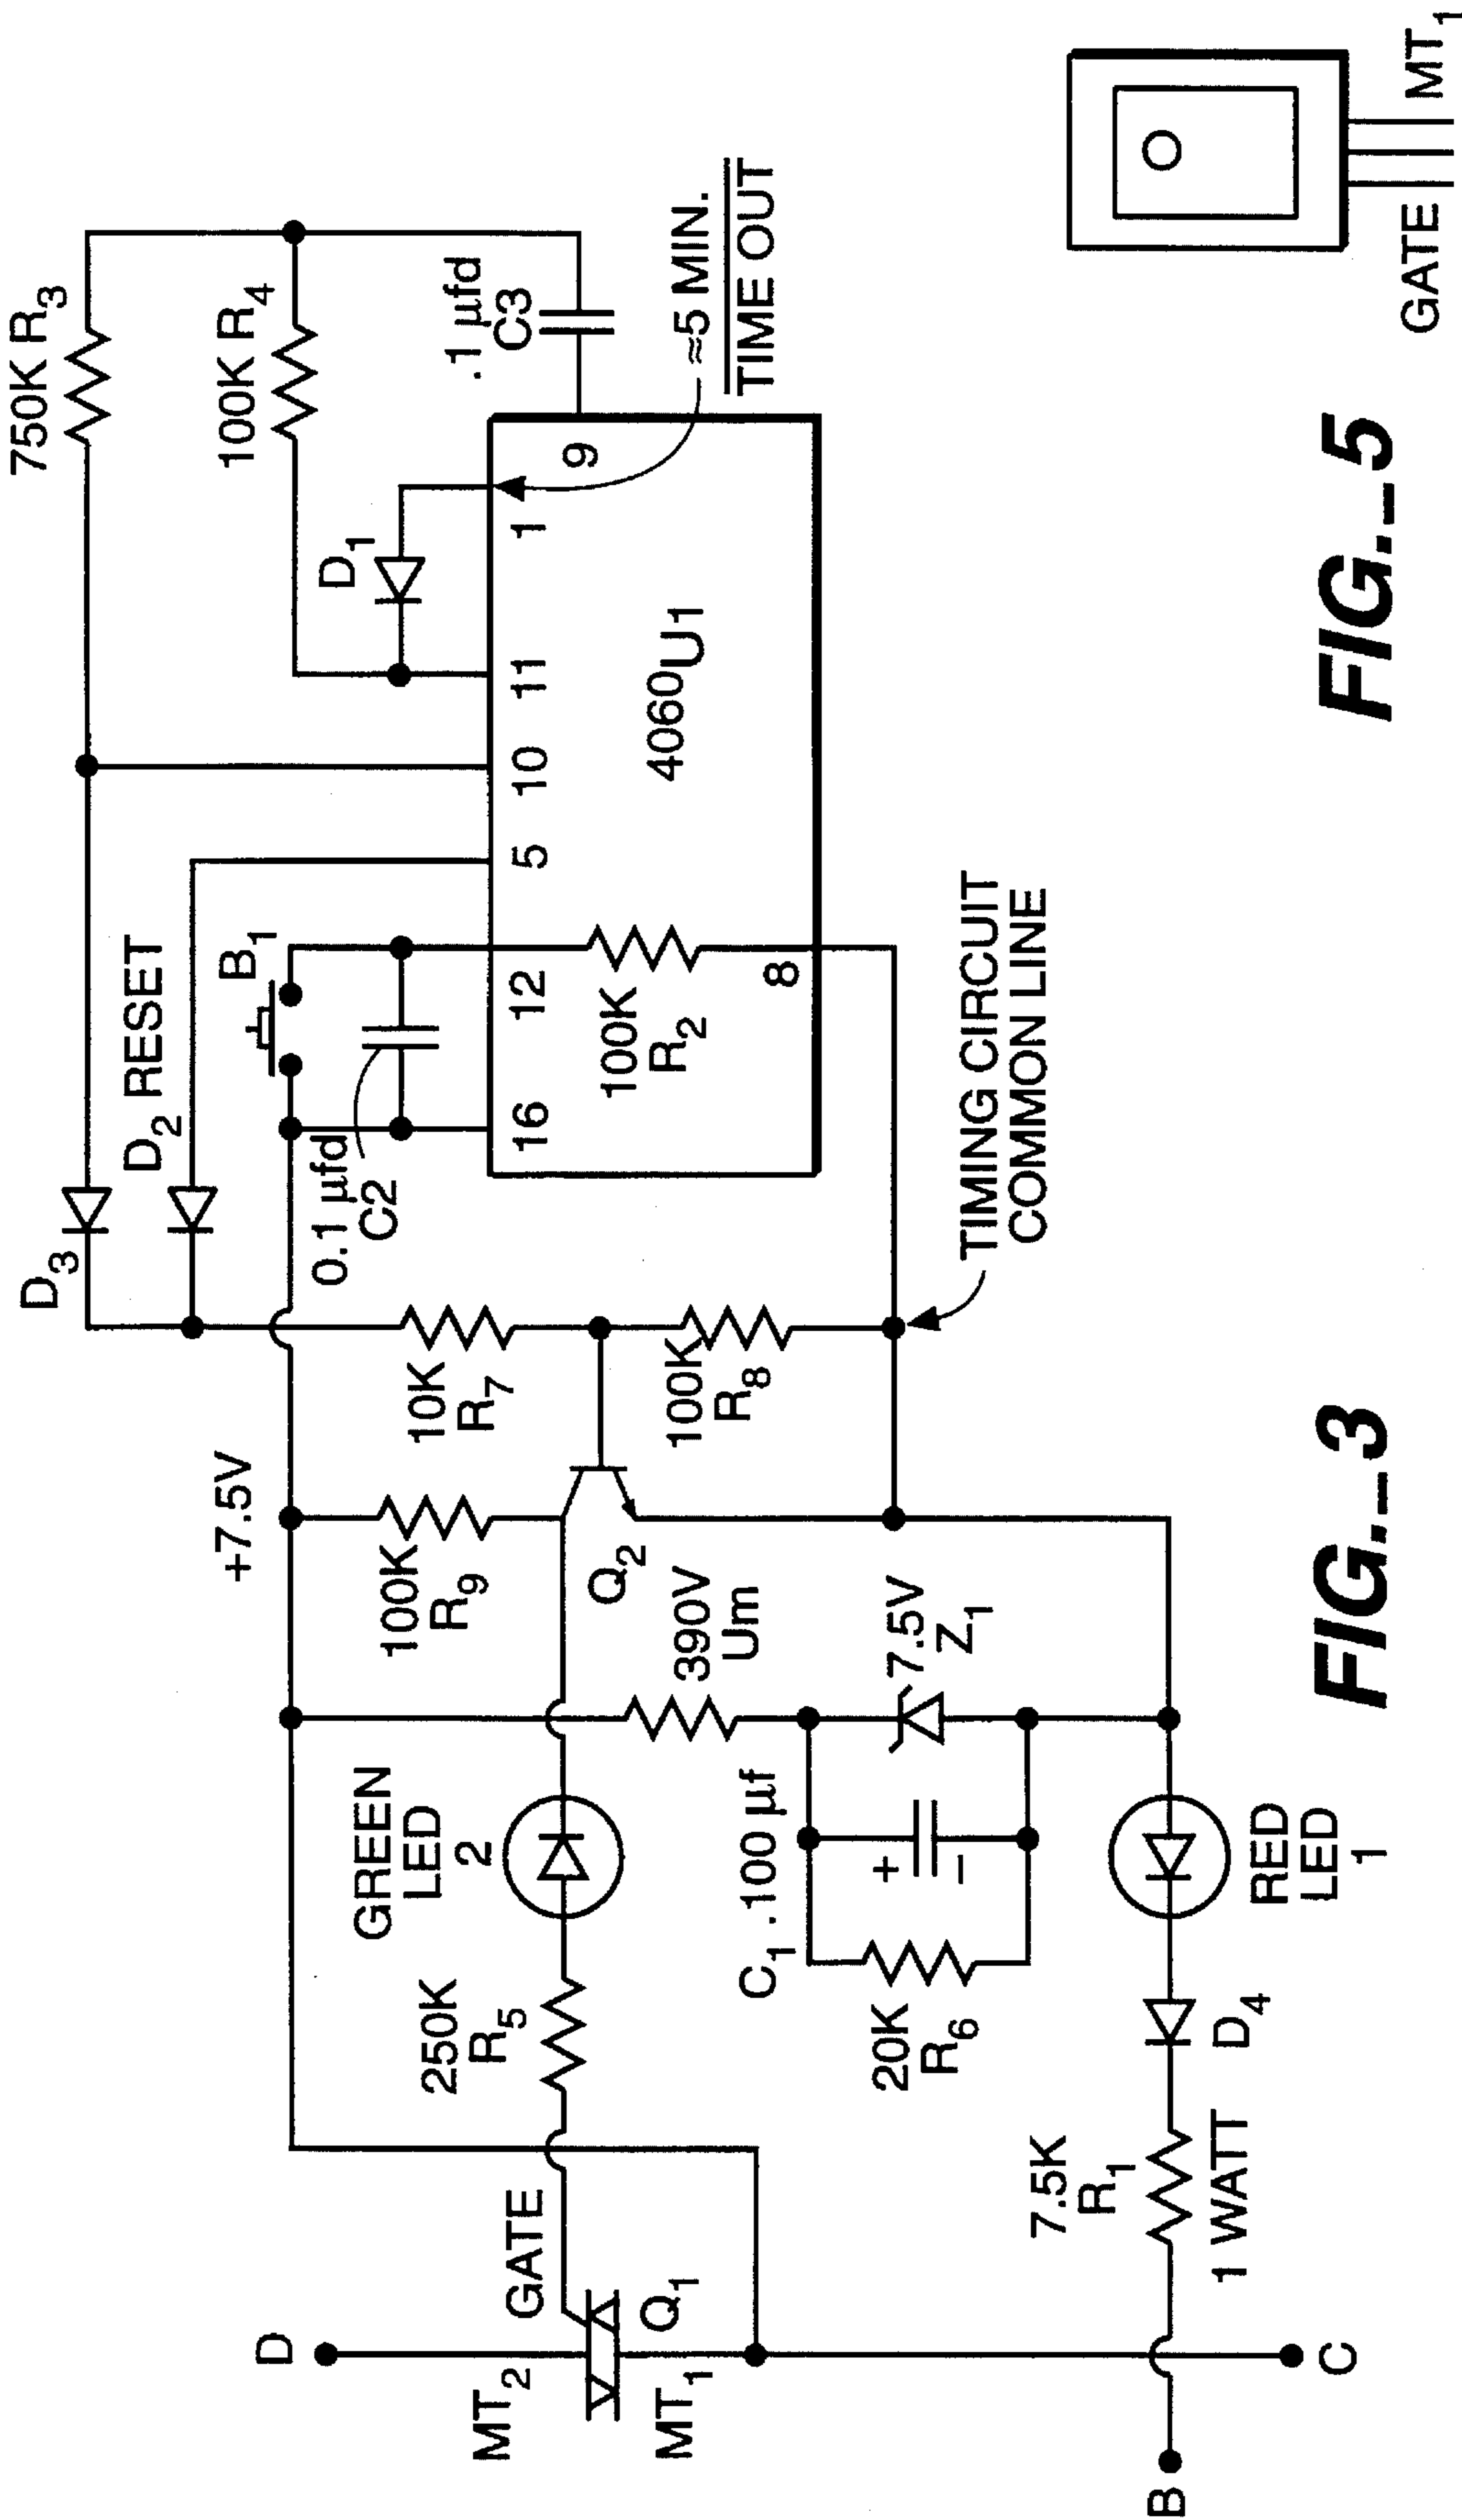 D
MT2
GATE
MT1
Q1
B
C
7.5K
R1
1 WATT
D4
RED
LED
1
250K
R5
GREEN
LED
2
20K
R6
C1 .100 µf
+
−
7.5V
Z1
390V
Um
100K
R9
+7.5V
Q2
10K
R7
100K
R8
D3
D2 RESET
B1
0.1 µfd
C2
16
12
5
10
11
1
9
8
100K
R2
4060U1
D1
750K R3
100K R4
.1 µfd
C3
≈5 MIN.
TIME OUT
TIMING CIRCUIT
COMMON LINE
FIG._3
GATE
MT1
FIG._5